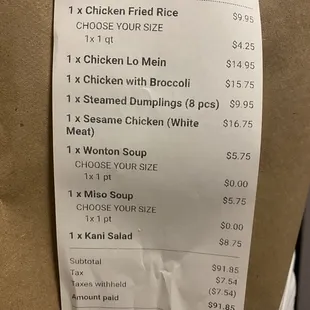 1 x Chicken Fried Rice $9.95
CHOOSE YOUR SIZE
1x 1 qt $4.25
1 x Chicken Lo Mein $14.95
1 x Chicken with Broccoli $15.75
1 x Steamed Dumplings (8 pcs) $9.95
1 x Sesame Chicken (White $16.75
Meat)
1 x Wonton Soup $5.75
CHOOSE YOUR SIZE
1x 1 pt $0.00
1 x Miso Soup $5.75
CHOOSE YOUR SIZE
1x 1 pt $0.00
1 x Kani Salad $8.75
Subtotal $91.85
Tax $7.54
Taxes withheld ($7.54)
Amount paid $91.85